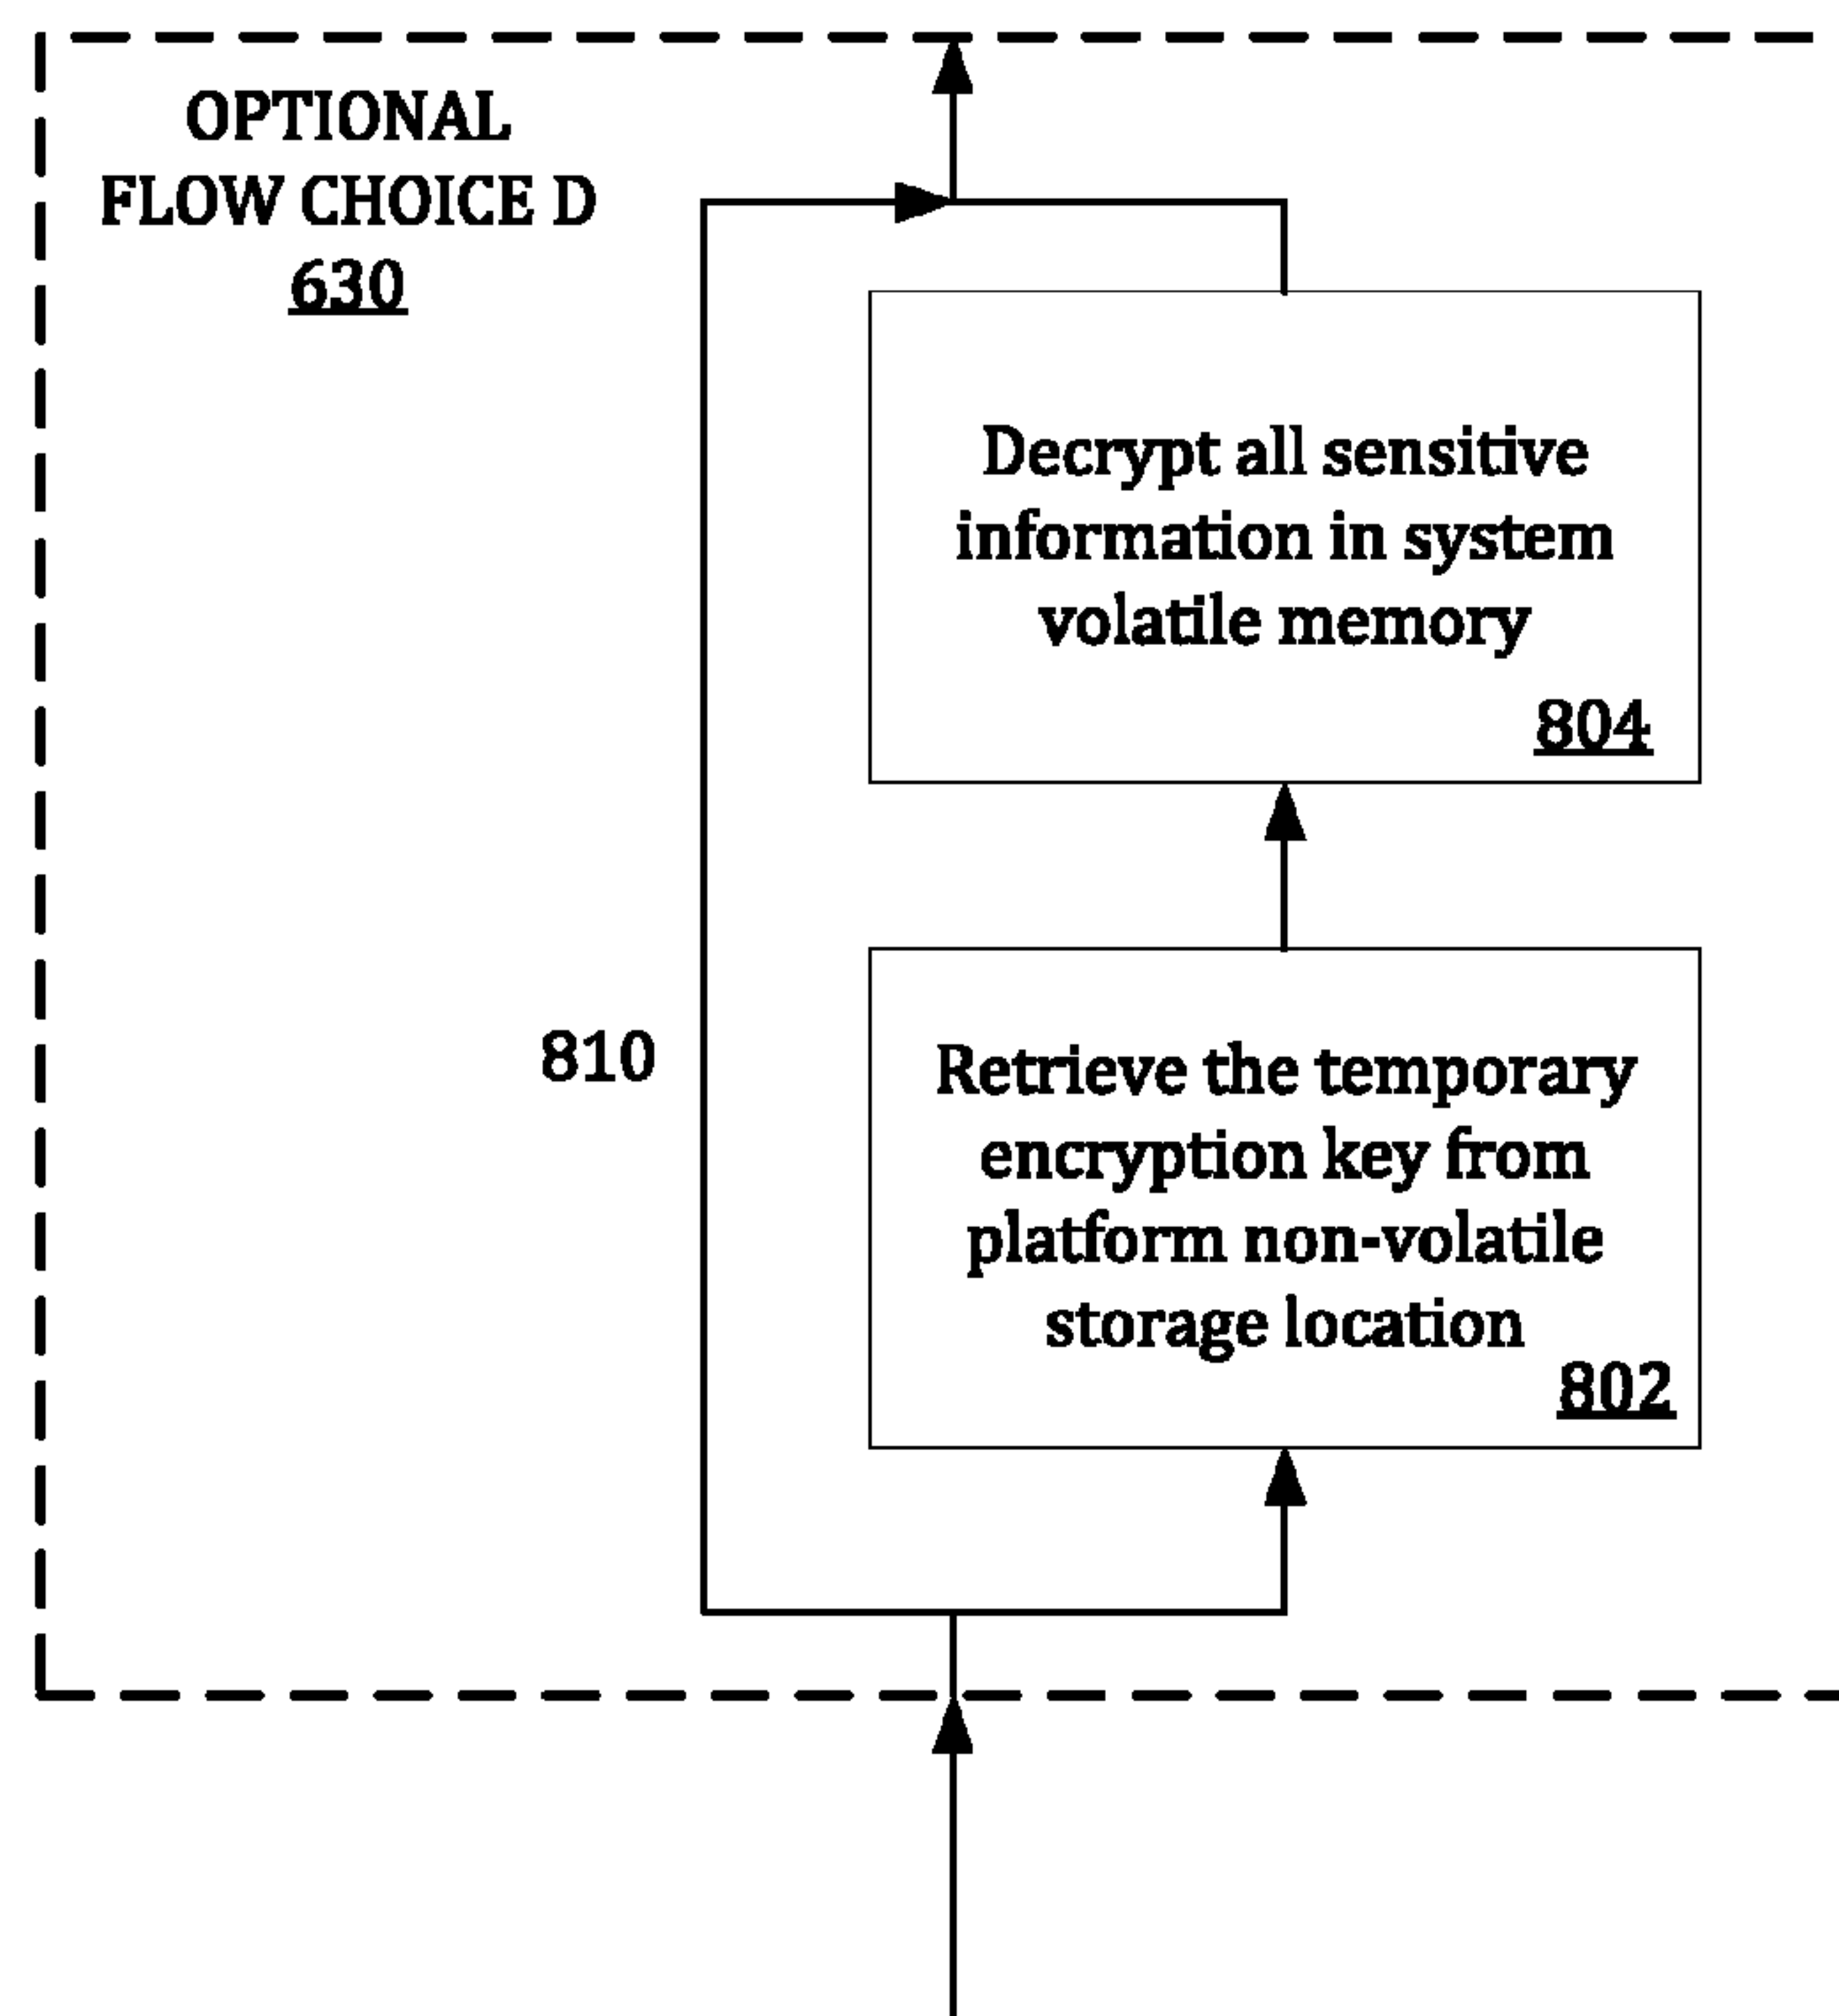 OPTIONAL
FLOW CHOICE D
630
Decrypt all sensitive
information in system
volatile memory
804
810
Retrieve the temporary
encryption key from
platform non-volatile
storage location
802